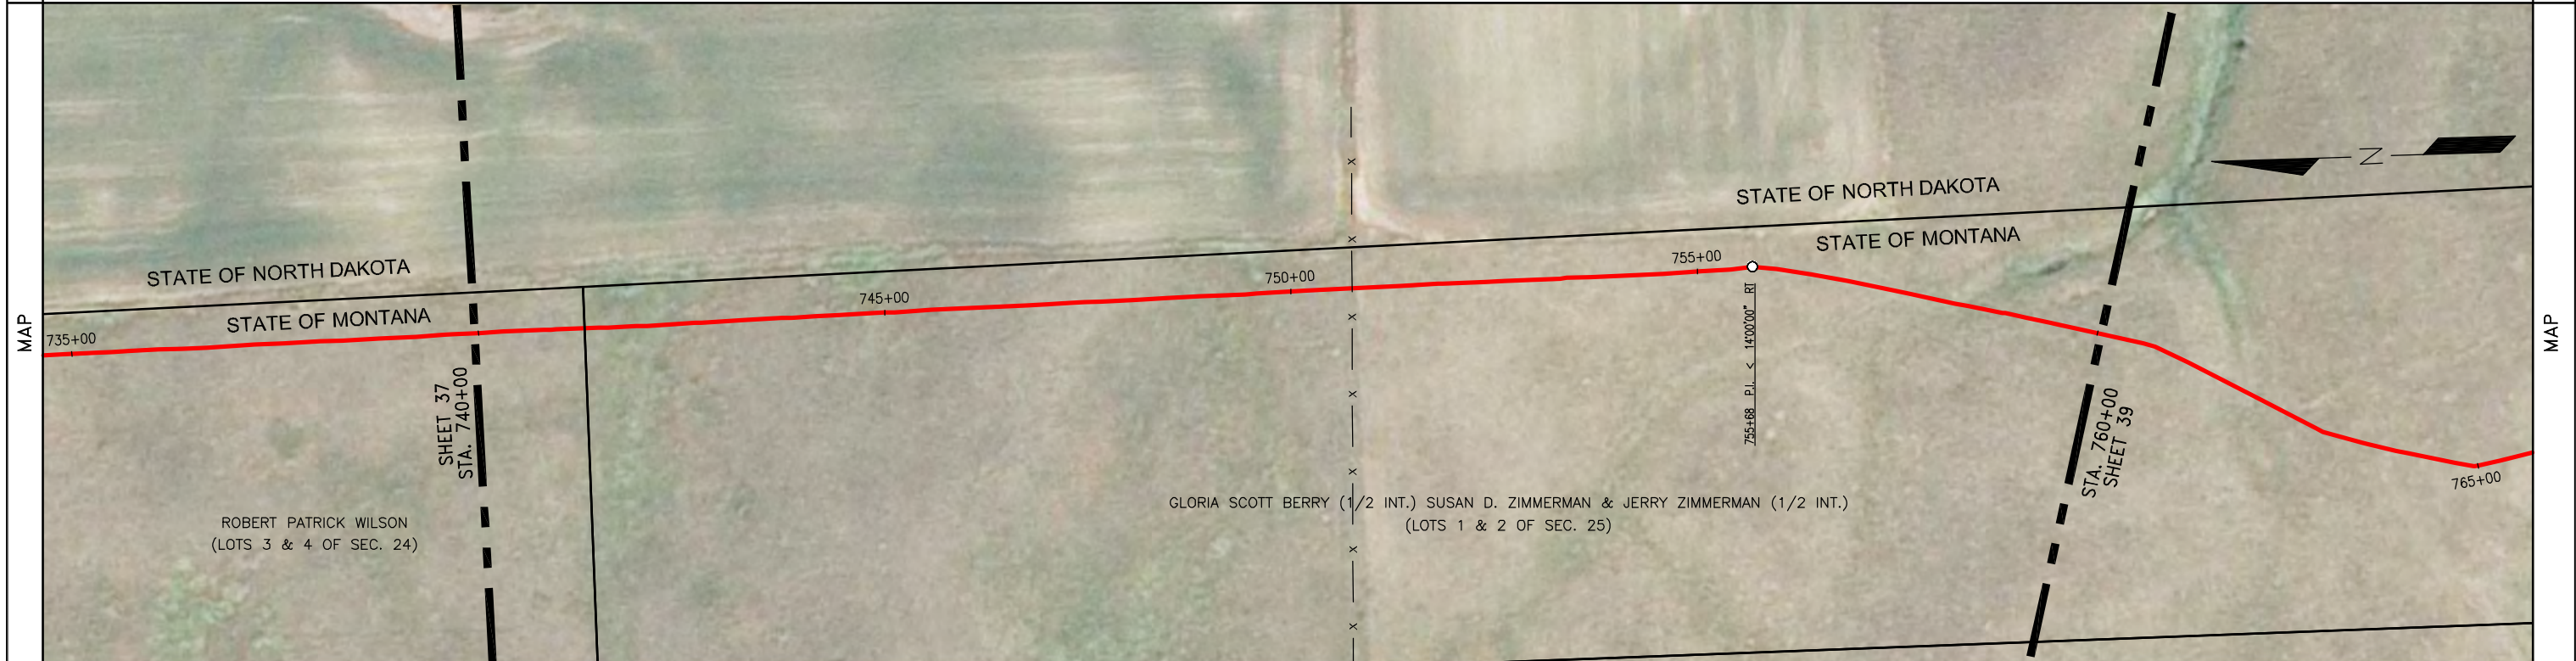 MAP
STATE OF NORTH DAKOTA
STATE OF MONTANA
735+00
SHEET 37
STA. 740+00
ROBERT PATRICK WILSON
(LOTS 3 & 4 OF SEC. 24)
745+00
750+00
X
X
X
X
X
X
X
GLORIA SCOTT BERRY (1/2 INT.) SUSAN D. ZIMMERMAN & JERRY ZIMMERMAN (1/2 INT.)
(LOTS 1 & 2 OF SEC. 25)
755+00
755+68 P.I. < 14°00'00" RT
STATE OF NORTH DAKOTA
STATE OF MONTANA
N
STA. 760+00
SHEET 39
765+00
MAP